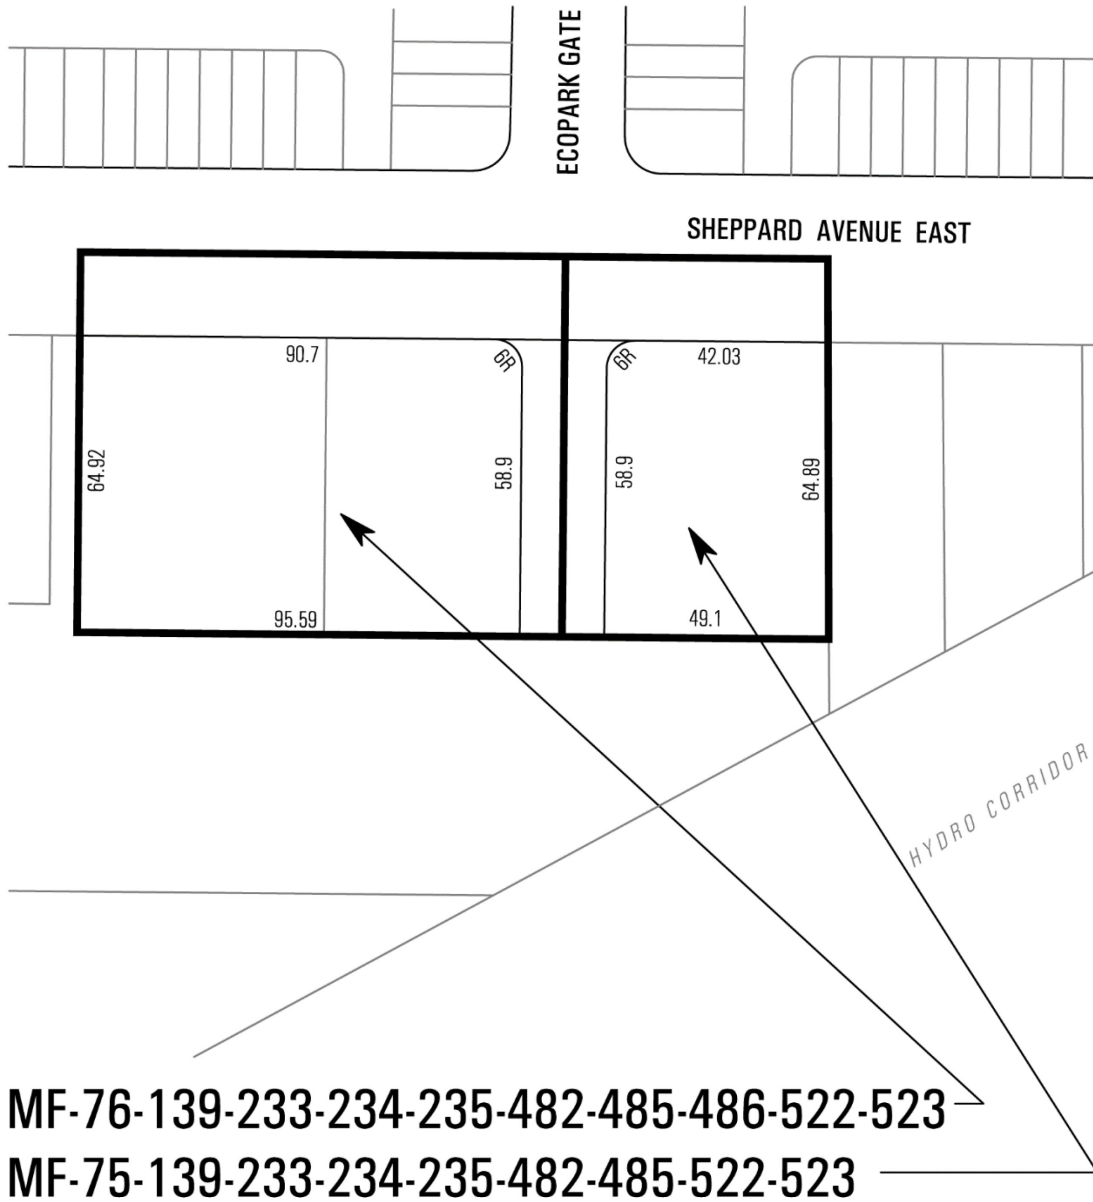 ECOPARK GATE
SHEPPARD AVENUE EAST
90.7
6R
6R
42.03
64.92
58.9
58.9
64.89
95.59
49.1
HYDRO CORRIDOR
MF-76-139-233-234-235-482-485-486-522-523
MF-75-139-233-234-235-482-485-522-523